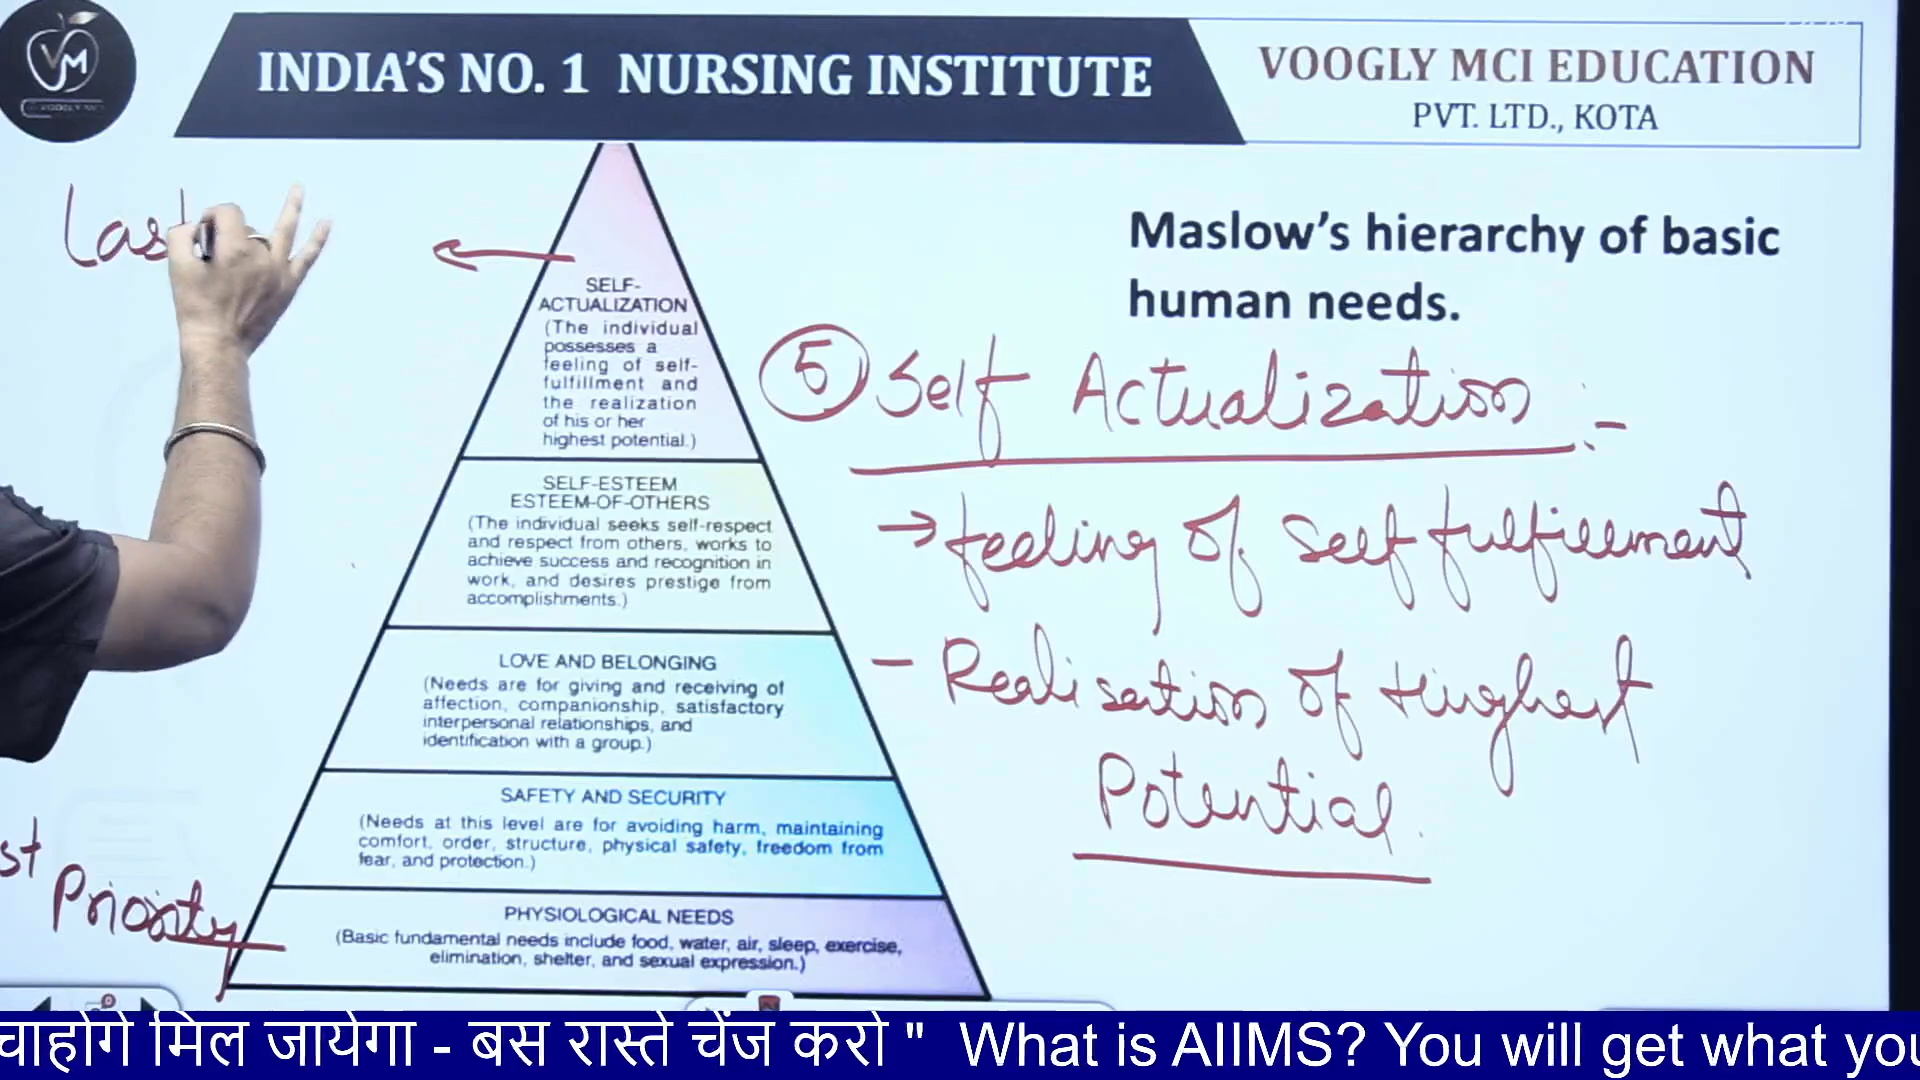 VM
INDIA'S NO. 1 NURSING INSTITUTE
VOOGLY MCI EDUCATION
PVT. LTD., KOTA
Last
Maslow's hierarchy of basic
human needs.
SELF-
ACTUALIZATION
(The individual
possesses a
feeling of self-
fulfillment and
the realization
of his or her
highest potential.)
SELF-ESTEEM
ESTEEM-OF-OTHERS
(The individual seeks self-respect
and respect from others, works to
achieve success and recognition in
work, and desires prestige from
accomplishments.)
LOVE AND BELONGING
(Needs are for giving and receiving of
affection, companionship, satisfactory
interpersonal relationships, and
identification with a group.)
SAFETY AND SECURITY
(Needs at this level are for avoiding harm, maintaining
comfort, order, structure, physical safety, freedom from
fear, and protection.)
PHYSIOLOGICAL NEEDS
(Basic fundamental needs include food, water, air, sleep, exercise,
elimination, shelter, and sexual expression.)
5 Self Actualization :-
→ feeling of self fulfillment
- Realisation of Highest
Potential.
st
Priority
चाहोगे मिल जायेगा - बस रास्ते चेंज करो " What is AIIMS? You will get what you